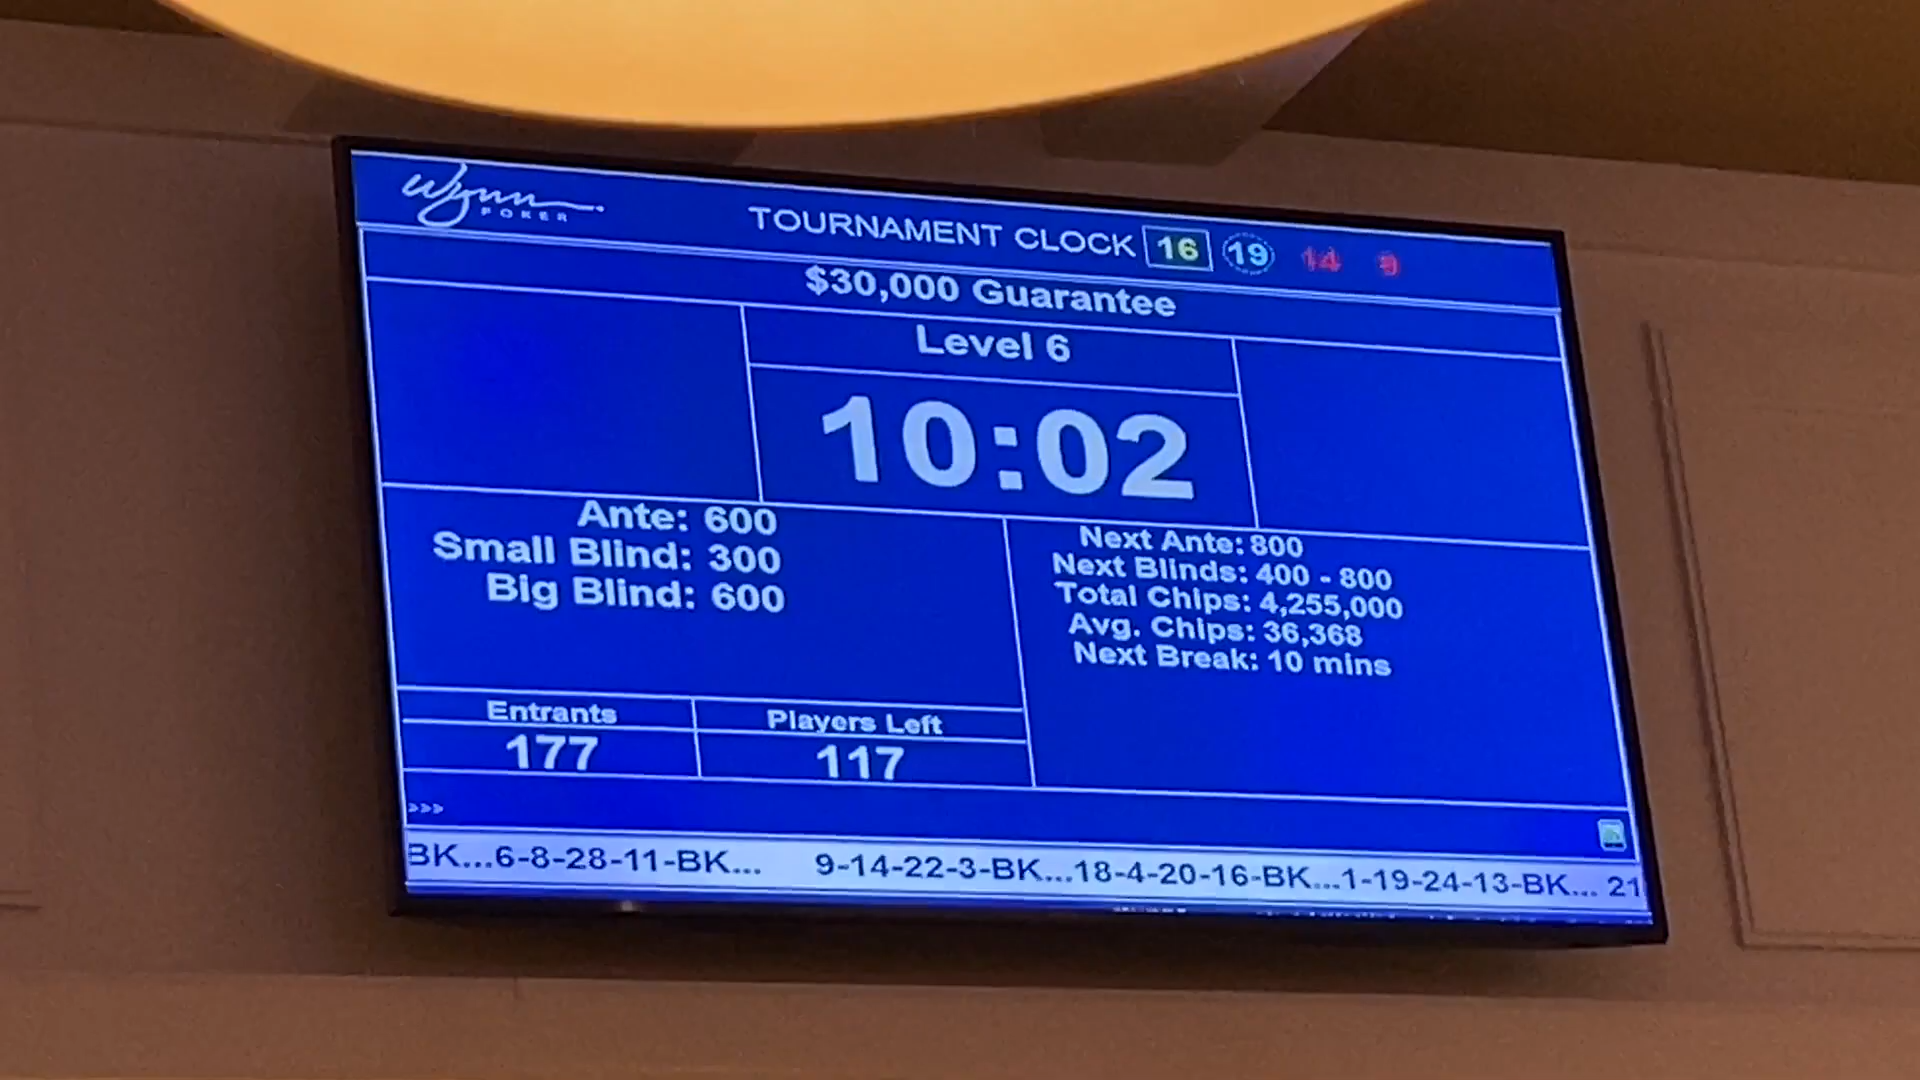 Wynn
POKER
TOURNAMENT CLOCK 16 19 14 9
$30,000 Guarantee
Level 6
10:02
Ante: 600
Small Blind: 300
Big Blind: 600
Next Ante: 800
Next Blinds: 400 - 800
Total Chips: 4,255,000
Avg. Chips: 36,368
Next Break: 10 mins
Entrants
Players Left
177
117
>>>
BK...6-8-28-11-BK... 9-14-22-3-BK...18-4-20-16-BK...1-19-24-13-BK... 21